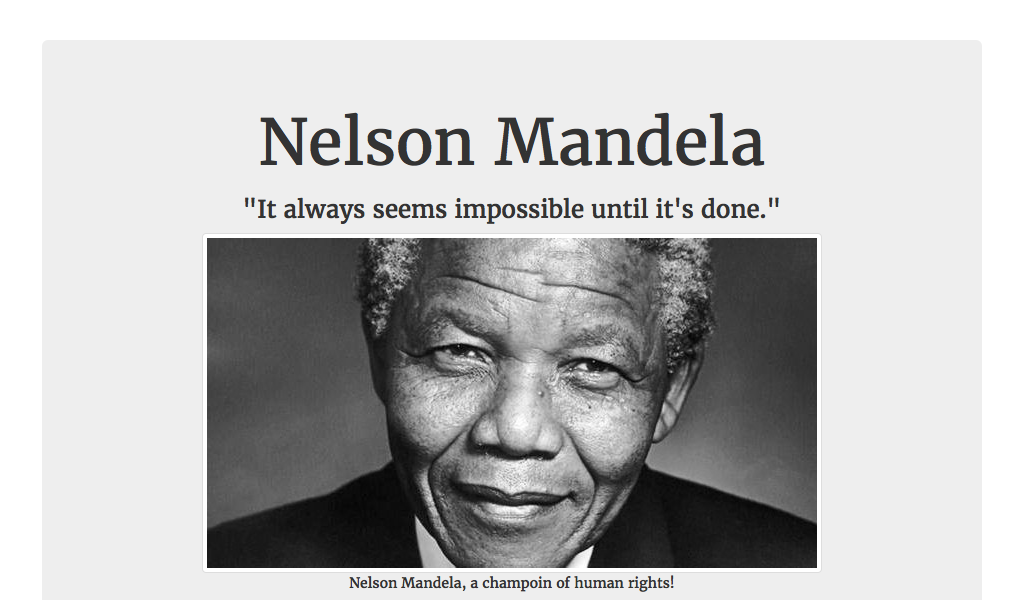 Nelson Mandela
"It always seems impossible until it's done."
Nelson Mandela, a champoin of human rights!